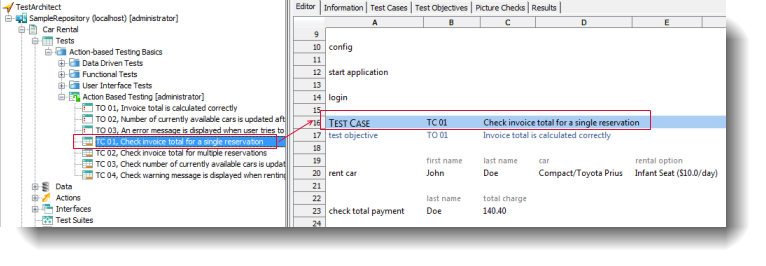 TestArchitect
SampleRepository (localhost) [administrator]
Car Rental
Tests
Action-based Testing Basics
Data Driven Tests
Functional Tests
User Interface Tests
Action Based Testing [administrator]
TO 01, Invoice total is calculated correctly
TO 02, Number of currently available cars is updated aft
TO 03, An error message is displayed when user tries to
TC 01, Check invoice total for a single reservation
TC 02, Check invoice total for multiple reservations
TC 03, Check number of currently available cars is updat
TC 04, Check warning message is displayed when renting
Data
Actions
Interfaces
Test Suites
Editor Information Test Cases Test Objectives Picture Checks Results
A B C D E
9
10 config
11
12 start application
13
14 login
15
16 TEST CASE TC 01 Check invoice total for a single reservation
17 test objective TO 01 Invoice total is calculated correctly
18
19 first name last name car rental option
20 rent car John Doe Compact/Toyota Prius Infant Seat ($10.0/day)
21
22 last name total charge
23 check total payment Doe 140.40
24